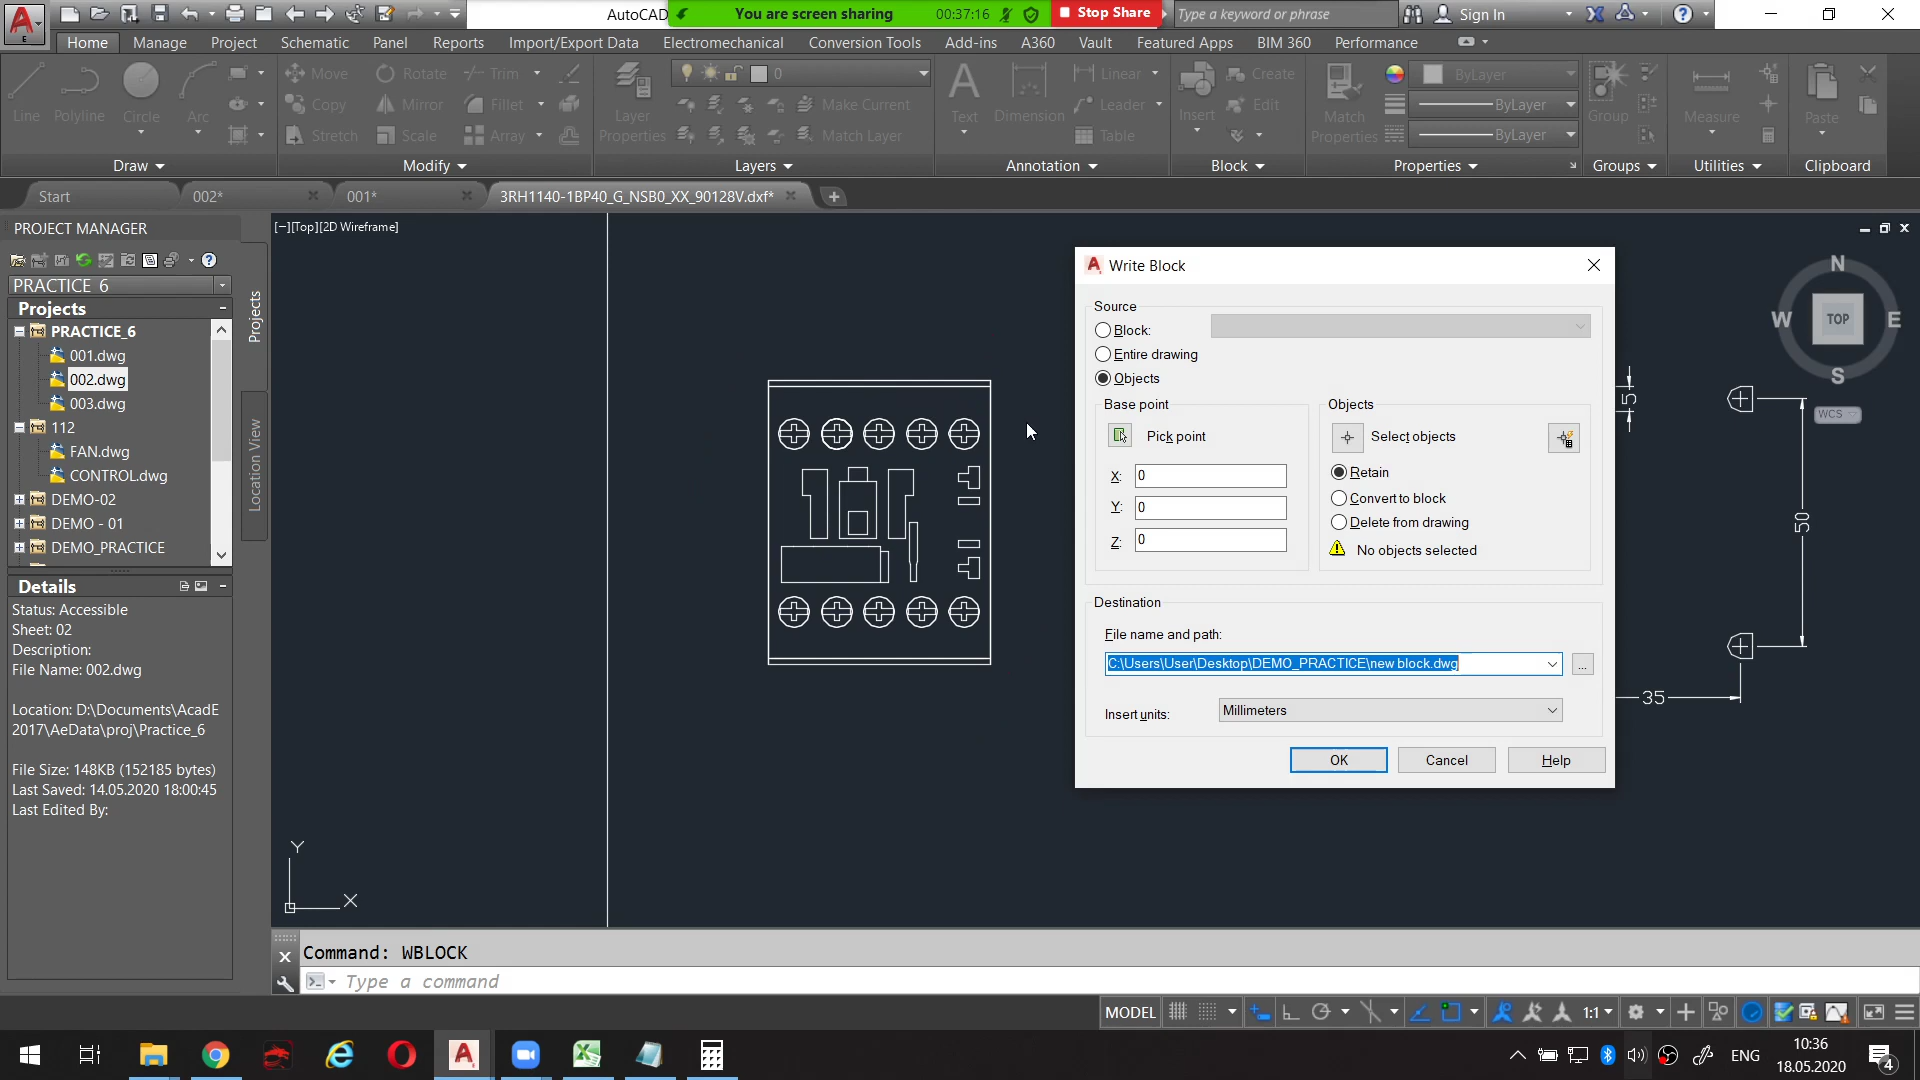 AutoCAD
You are screen sharing
00:37:16
Stop Share
Type a keyword or phrase
Sign In
E
Home
Manage
Project
Schematic
Panel
Reports
Import/Export Data
Electromechanical
Conversion Tools
Add-ins
A360
Vault
Featured Apps
BIM 360
Performance
Line
Polyline
Circle
Arc
Move
Rotate
Trim
Copy
Mirror
Fillet
Stretch
Scale
Array
Layer
Properties
0
Make Current
Match Layer
Text
Dimension
Linear
Leader
Table
Insert
Create
Edit
Match
Properties
ByLayer
ByLayer
ByLayer
Group
Measure
Paste
Draw
Modify
Layers
Annotation
Block
Properties
Groups
Utilities
Clipboard
Start
002*
001*
3RH1140-1BP40_G_NSB0_XX_90128V.dxf*
PROJECT MANAGER
PRACTICE_6
Projects
PRACTICE_6
001.dwg
002.dwg
003.dwg
112
FAN.dwg
CONTROL.dwg
DEMO-02
DEMO - 01
DEMO_PRACTICE
Projects
Location View
Details
Status: Accessible
Sheet: 02
Description:
File Name: 002.dwg
Location: D:\Documents\AcadE
2017\AeData\proj\Practice_6
File Size: 148KB (152185 bytes)
Last Saved: 14.05.2020 18:00:45
Last Edited By:
[−][Top][2D Wireframe]
Y
X
Write Block
Source
Block:
Entire drawing
Objects
Base point
Pick point
X: 0
Y: 0
Z: 0
Objects
Select objects
Retain
Convert to block
Delete from drawing
No objects selected
Destination
File name and path:
C:\Users\User\Desktop\DEMO_PRACTICE\new block.dwg
...
Insert units:
Millimeters
OK
Cancel
Help
5
50
35
N
W
TOP
E
S
WCS
Command: WBLOCK
Type a command
MODEL
1:1
ENG
10:36
18.05.2020
4